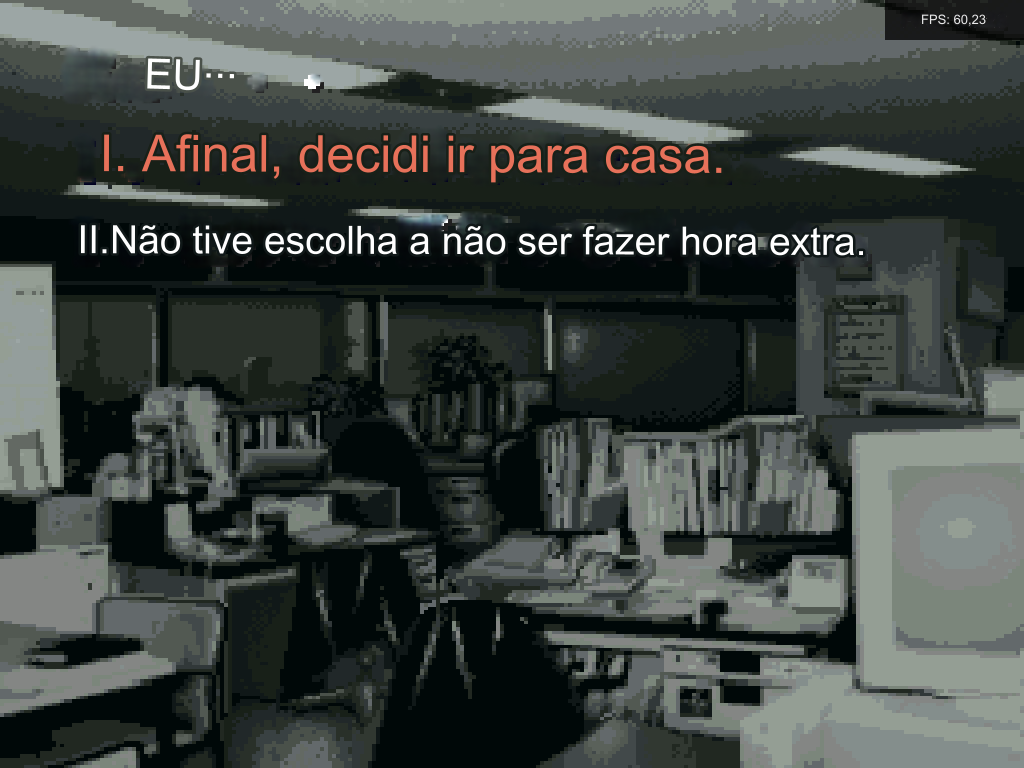 FPS: 60,23
EU···
I. Afinal, decidi ir para casa.
II.Não tive escolha a não ser fazer hora extra.